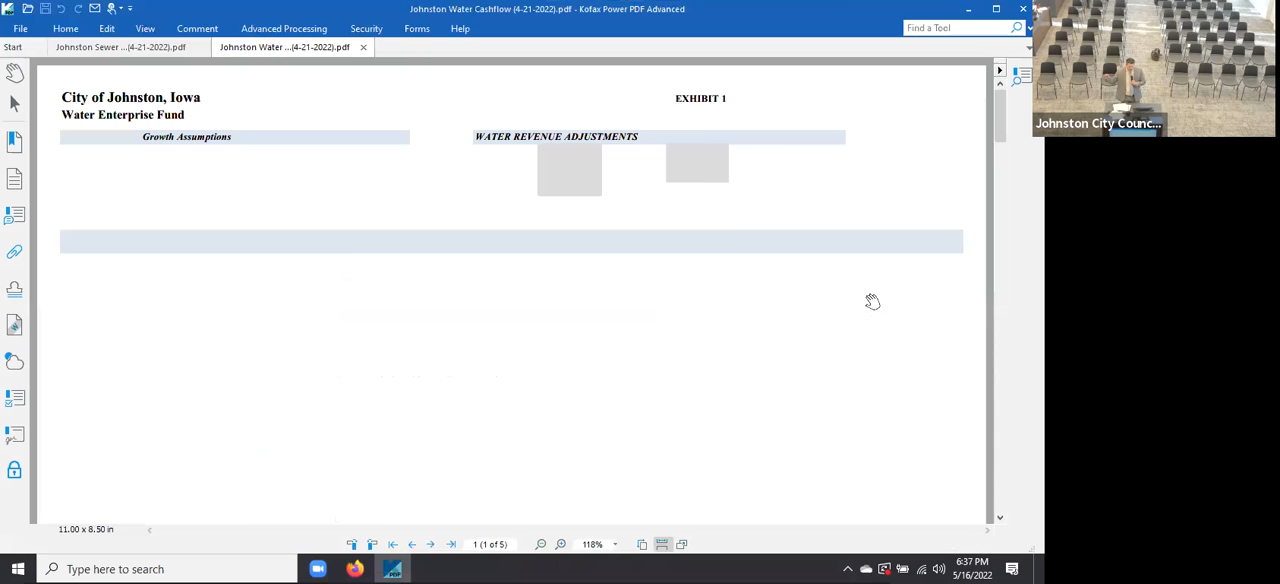 Johnston Water Cashflow (4-21-2022).pdf - Kofax Power PDF Advanced
File Home Edit View Comment Advanced Processing Security Forms Help
Find a Tool
Start Johnston Sewer ...(4-21-2022).pdf Johnston Water ...(4-21-2022).pdf
City of Johnston, Iowa
EXHIBIT 1
Water Enterprise Fund
Growth Assumptions
WATER REVENUE ADJUSTMENTS
Johnston City Counc...
11.00 x 8.50 in
1 (1 of 5)
118%
Type here to search
PDF
6:37 PM
5/16/2022